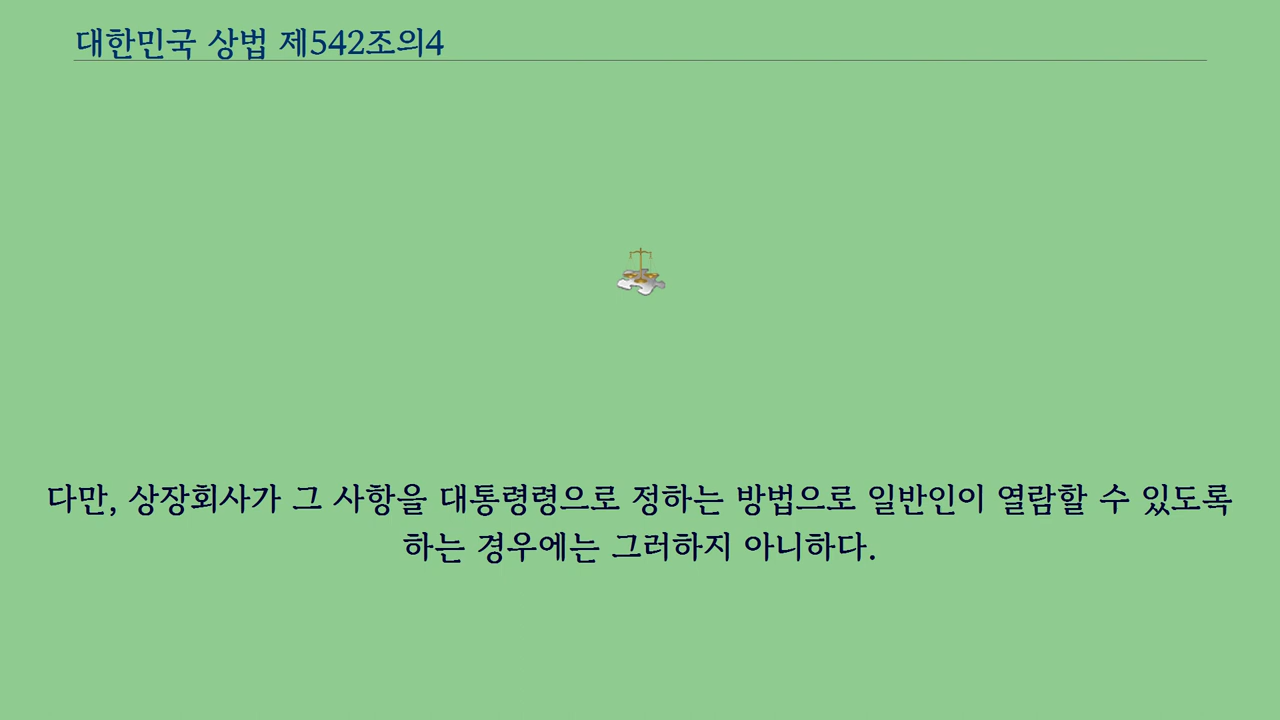 대한민국 상법 제542조의4
다만, 상장회사가 그 사항을 대통령령으로 정하는 방법으로 일반인이 열람할 수 있도록
하는 경우에는 그러하지 아니하다.